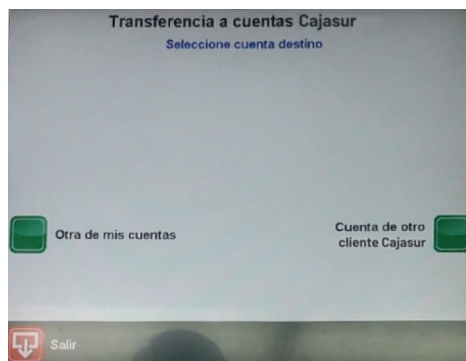 Transferencia a cuentas Cajasur
Seleccione cuenta destino
Otra de mis cuentas
Cuenta de otro
cliente Cajasur
Salir